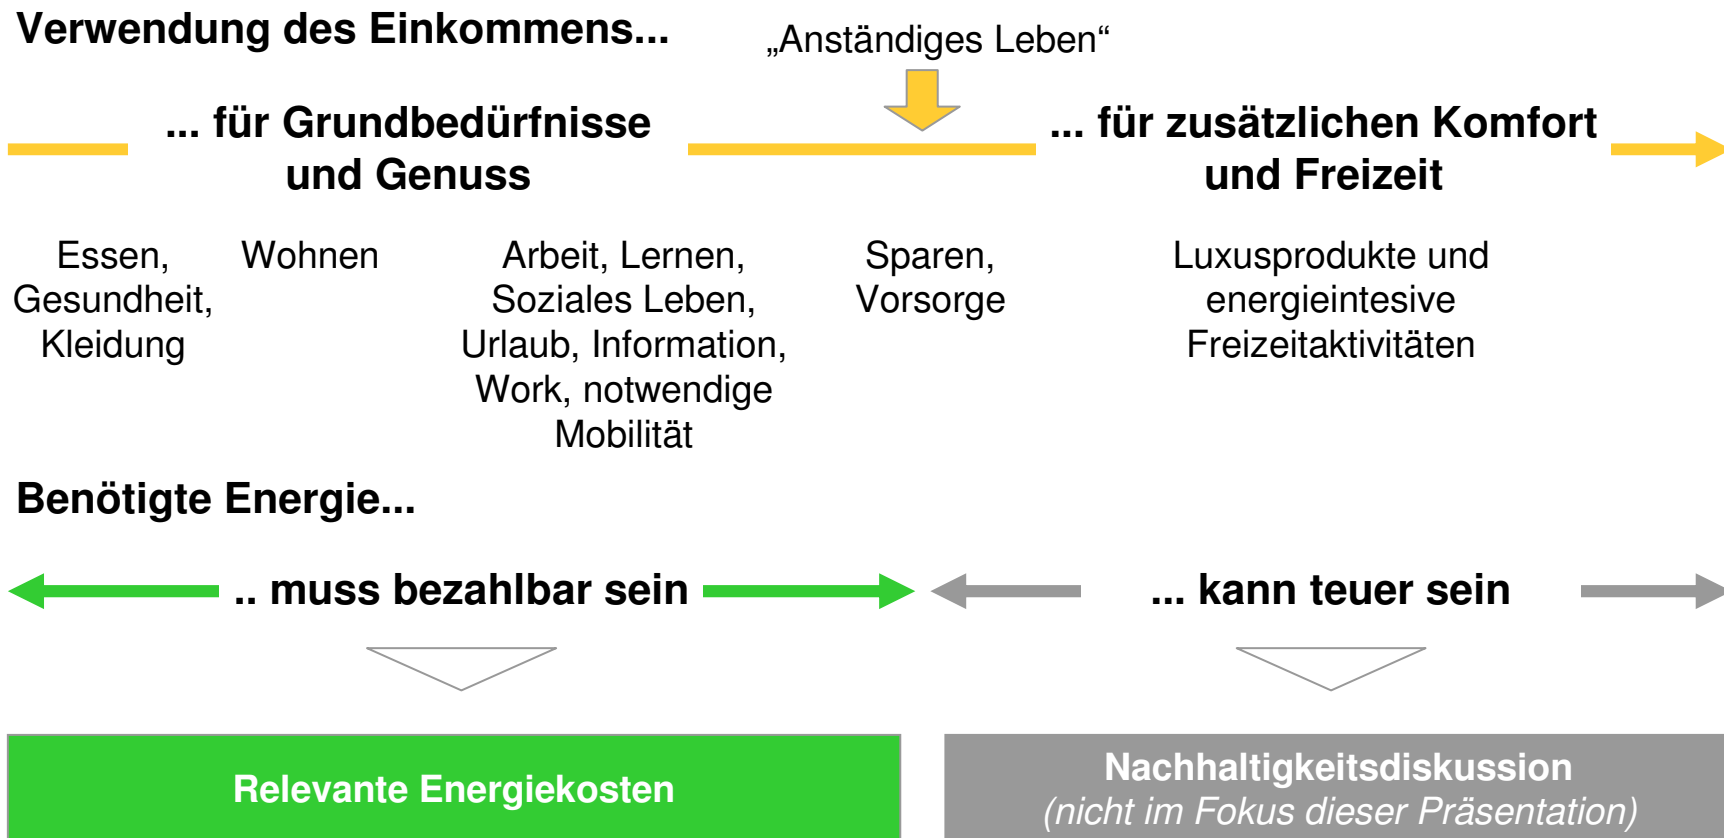 Verwendung des Einkommens...
„Anständiges Leben“
... für Grundbedürfnisse
und Genuss
... für zusätzlichen Komfort
und Freizeit
Essen,
Gesundheit,
Kleidung
Wohnen
Arbeit, Lernen,
Soziales Leben,
Urlaub, Information,
Work, notwendige
Mobilität
Sparen,
Vorsorge
Luxusprodukte und
energieintesive
Freizeitaktivitäten
Benötigte Energie...
.. muss bezahlbar sein
... kann teuer sein
Relevante Energiekosten
Nachhaltigkeitsdiskussion
(nicht im Fokus dieser Präsentation)